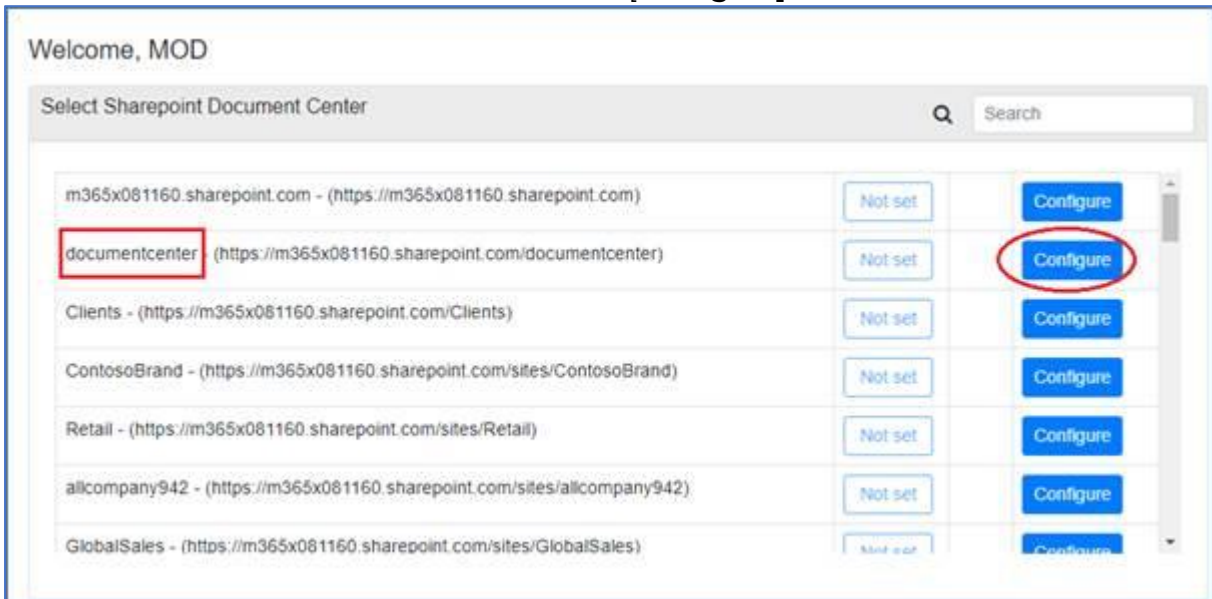 Welcome, MOD
Select Sharepoint Document Center
Search
m365x081160.sharepoint.com - (https://m365x081160.sharepoint.com) Not set Configure
documentcenter - (https://m365x081160.sharepoint.com/documentcenter) Not set Configure
Clients - (https://m365x081160.sharepoint.com/Clients) Not set Configure
ContosoBrand - (https://m365x081160.sharepoint.com/sites/ContosoBrand) Not set Configure
Retail - (https://m365x081160.sharepoint.com/sites/Retail) Not set Configure
allcompany942 - (https://m365x081160.sharepoint.com/sites/allcompany942) Not set Configure
GlobalSales - (https://m365x081160.sharepoint.com/sites/GlobalSales) Not set Configure